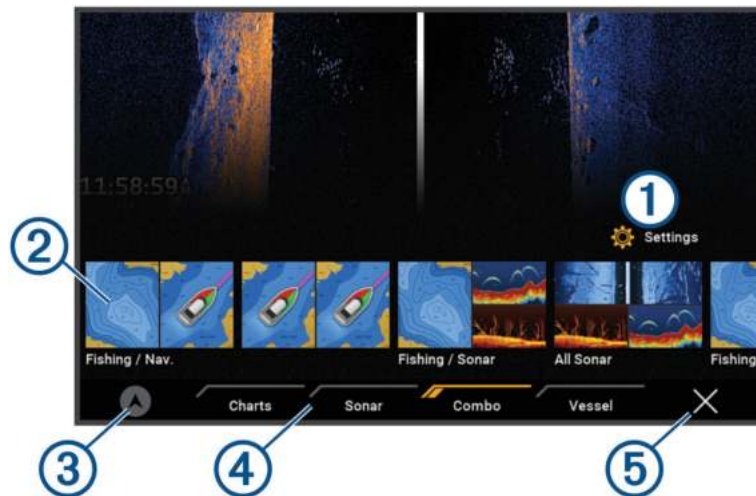 11:58:59A
1
Settings
2
Fishing / Nav.
Fishing / Sonar
All Sonar
Fishing
Charts
Sonar
Combo
Vessel
3
4
5